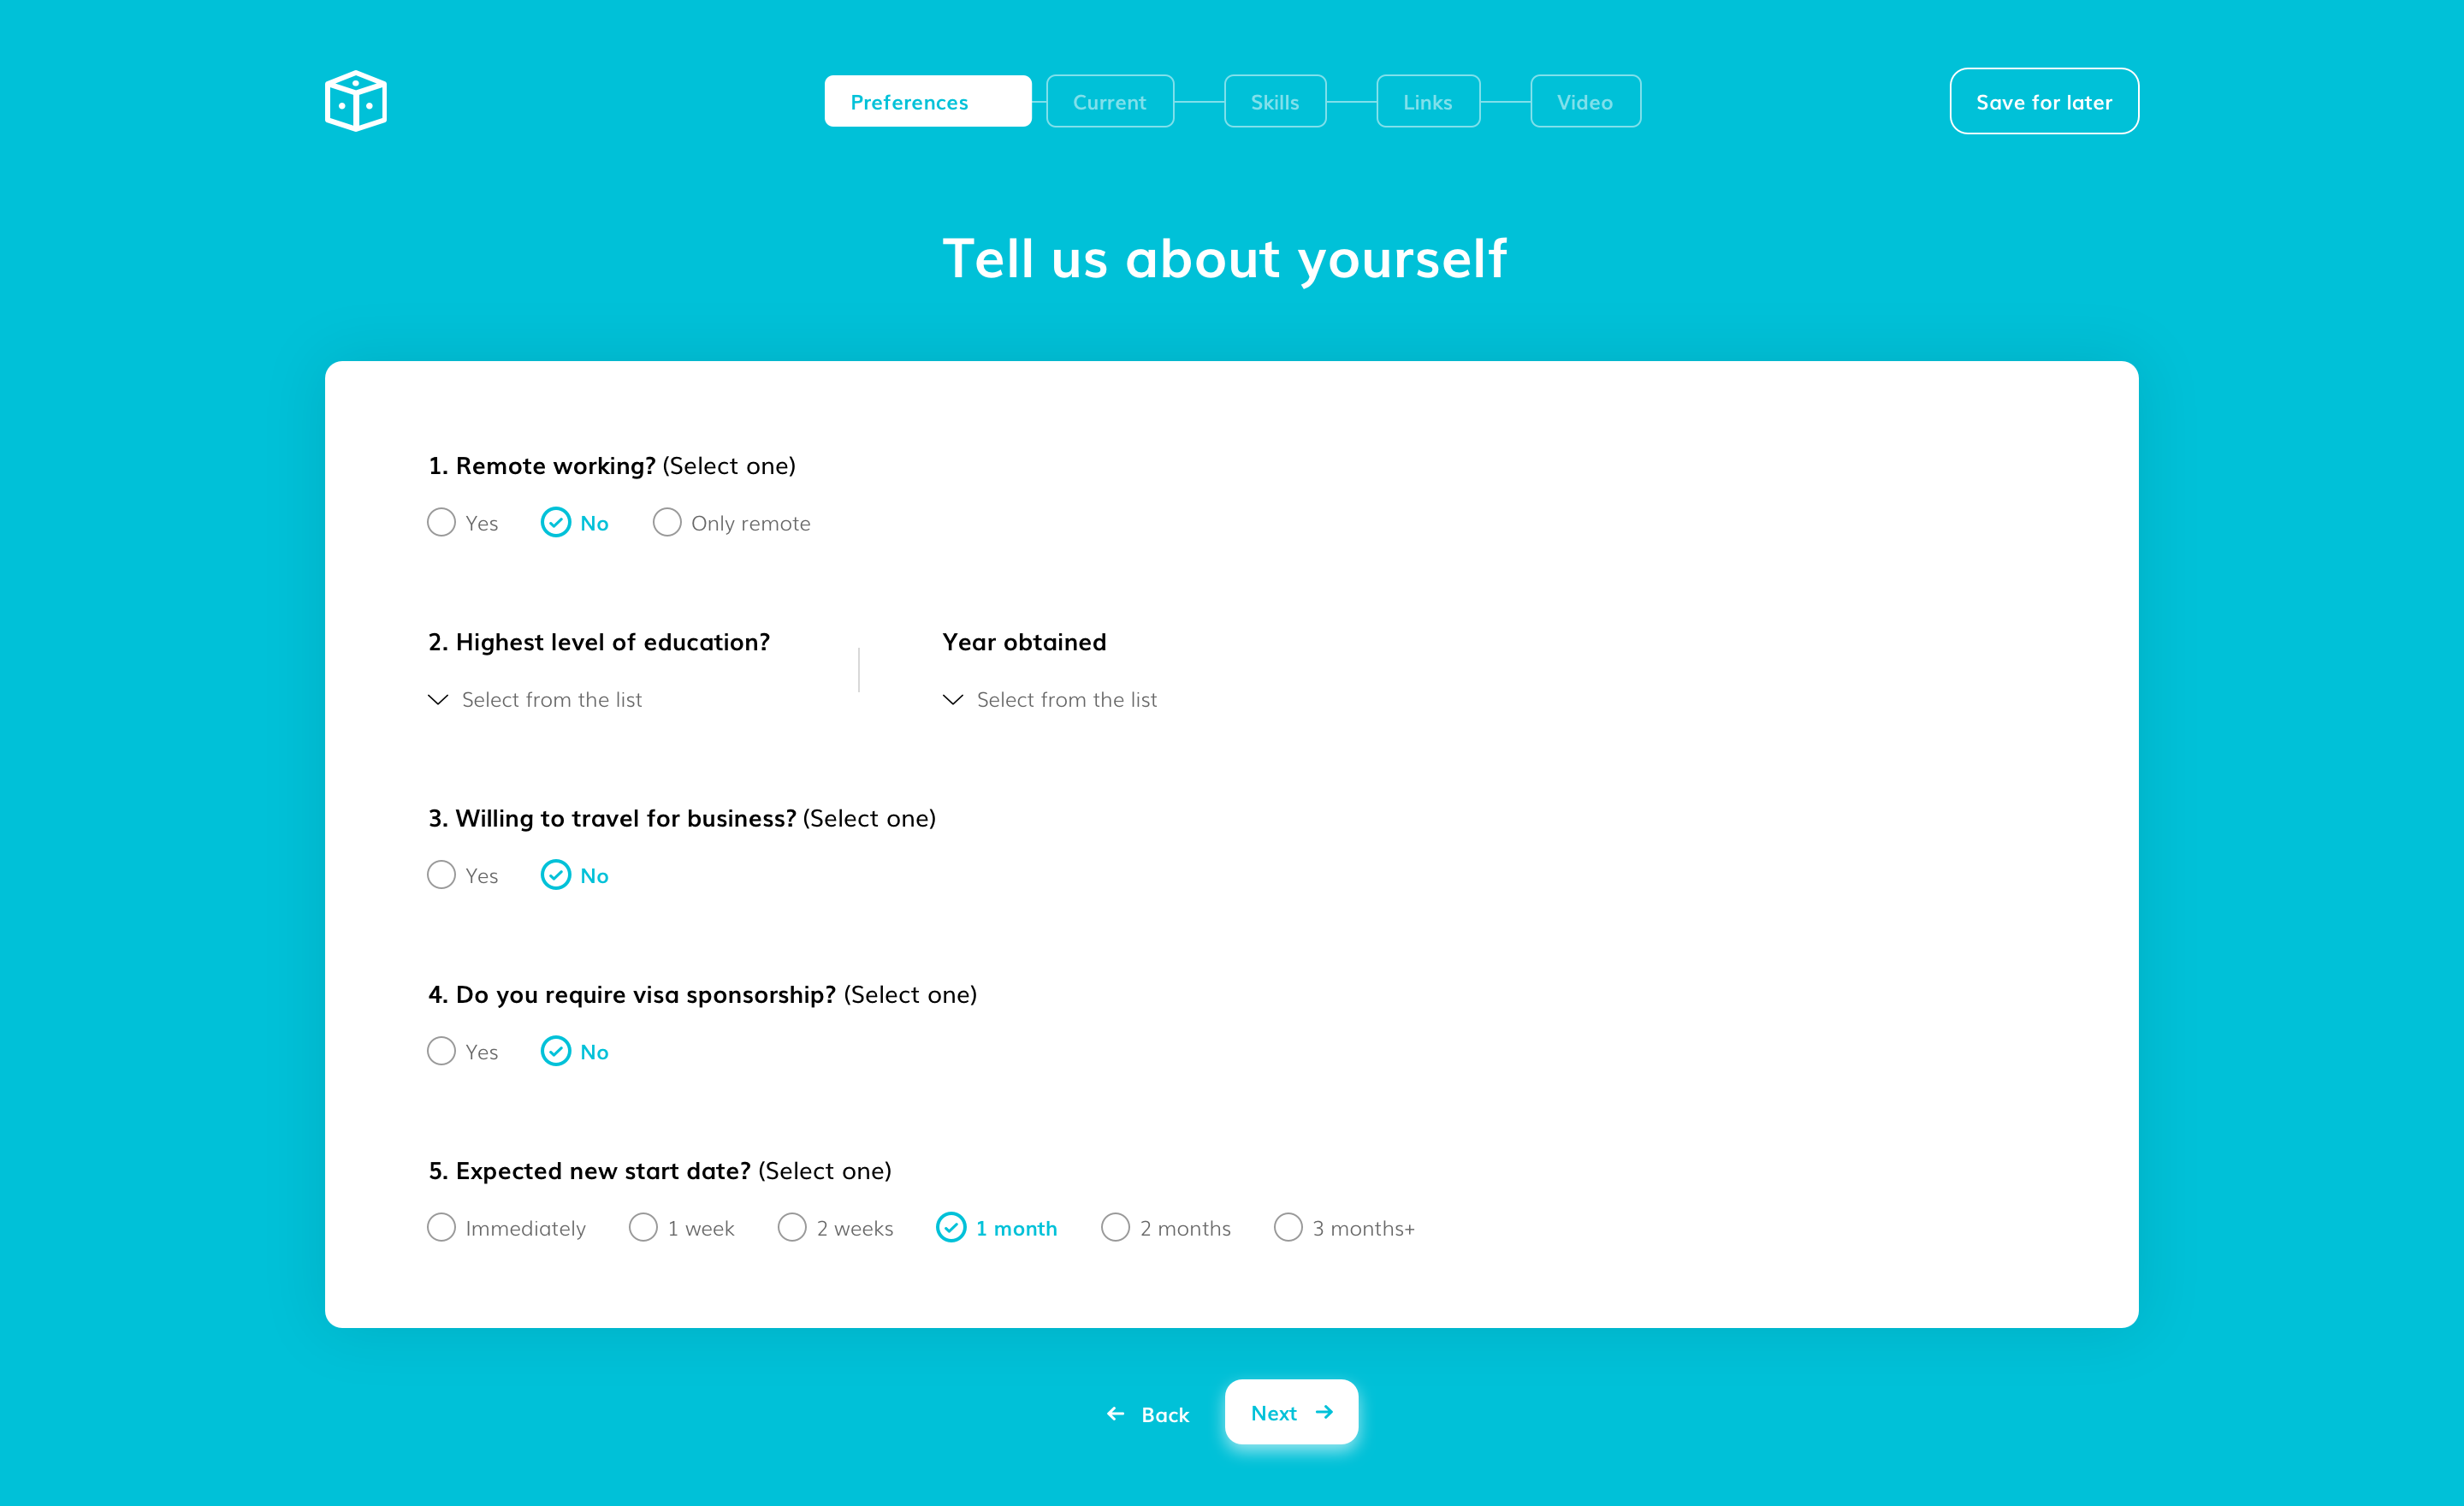 Preferences
Current
Skills
Links
Video
Save for later
Tell us about yourself
1. Remote working? (Select one)
Yes No Only remote
2. Highest level of education? Year obtained
Select from the list Select from the list
3. Willing to travel for business? (Select one)
Yes No
4. Do you require visa sponsorship? (Select one)
Yes No
5. Expected new start date? (Select one)
Immediately 1 week 2 weeks 1 month 2 months 3 months+
Back Next